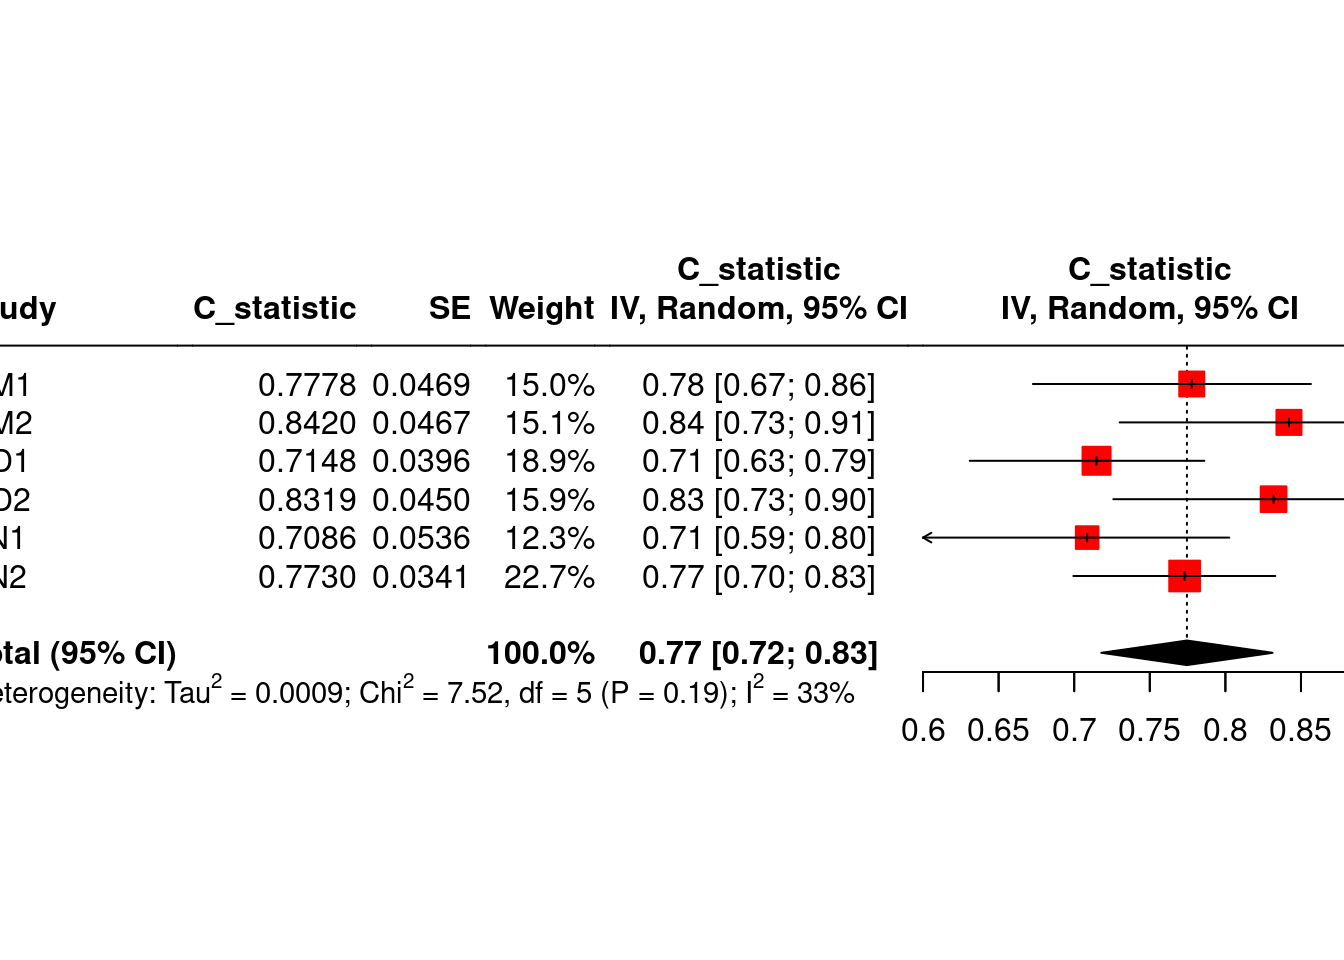 C_statistic C_statistic
udy C_statistic SE Weight IV, Random, 95% CI IV, Random, 95% CI
M1 0.7778 0.0469 15.0% 0.78 [0.67; 0.86]
M2 0.8420 0.0467 15.1% 0.84 [0.73; 0.91]
D1 0.7148 0.0396 18.9% 0.71 [0.63; 0.79]
D2 0.8319 0.0450 15.9% 0.83 [0.73; 0.90]
N1 0.7086 0.0536 12.3% 0.71 [0.59; 0.80]
N2 0.7730 0.0341 22.7% 0.77 [0.70; 0.83]
otal (95% CI) 100.0% 0.77 [0.72; 0.83]
eterogeneity: Tau² = 0.0009; Chi² = 7.52, df = 5 (P = 0.19); I² = 33%
0.6 0.65 0.7 0.75 0.8 0.85